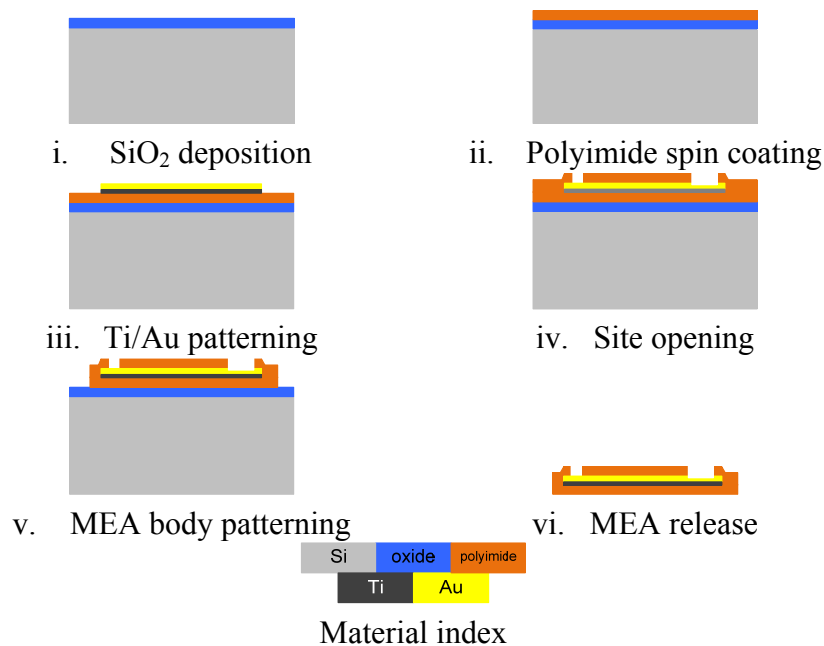 i. SiO₂ deposition
ii. Polyimide spin coating
iii. Ti/Au patterning
iv. Site opening
v. MEA body patterning
vi. MEA release
Si oxide polyimide
Ti Au
Material index